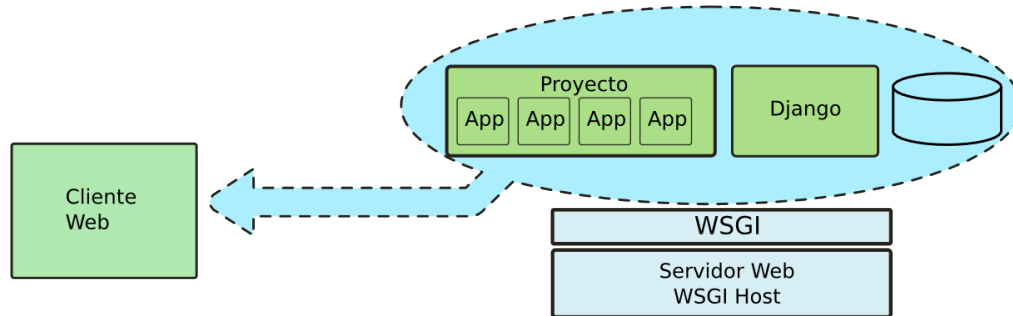 Proyecto
App App App App
Django
Cliente
Web
WSGI
Servidor Web
WSGI Host